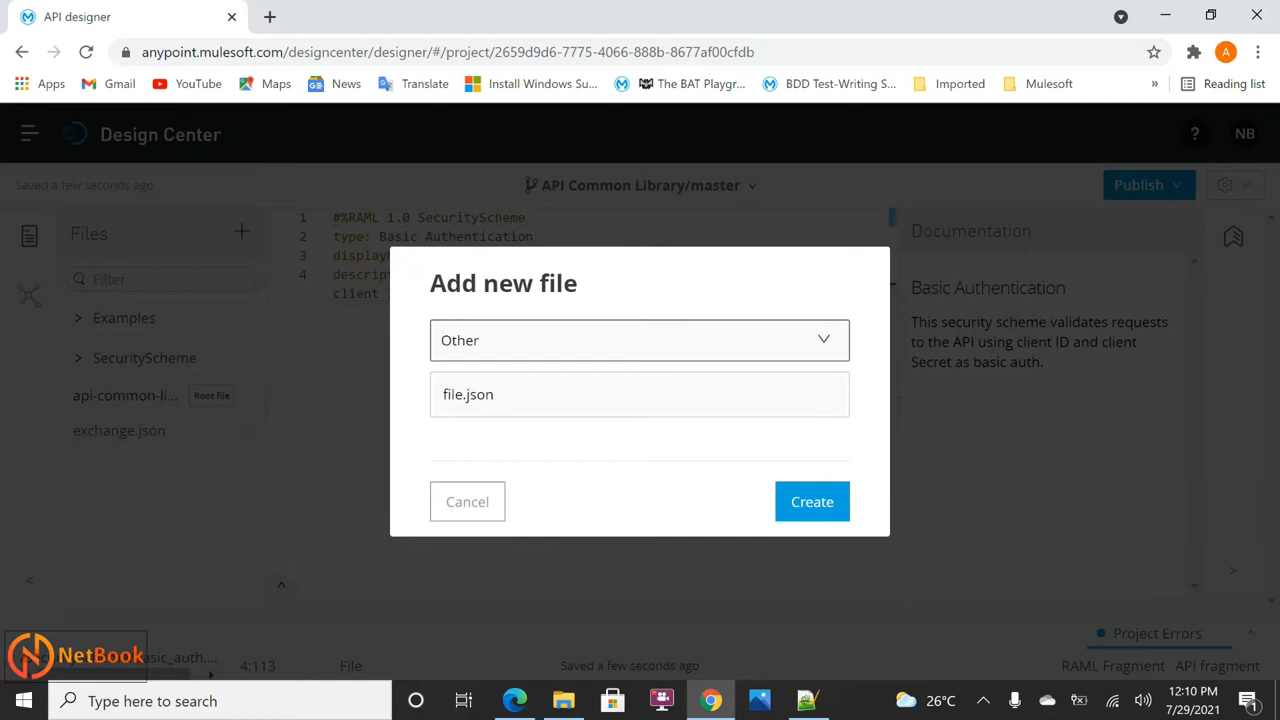 API designer
anypoint.mulesoft.com/designcenter/designer/#/project/2659d9d6-7775-4066-888b-8677af00cfdb
A
Apps Gmail YouTube Maps News Translate Install Windows Su... The BAT Playgr... BDD Test-Writing S... Imported Mulesoft » Reading list
Design Center
? NB
Saved a few seconds ago
API Common Library/master
Publish
Files
Filter
> Examples
> SecurityScheme
api-common-li... Root file
exchange.json
1 #%RAML 1.0 SecurityScheme
2 type: Basic Authentication
3
4 descript
client
Documentation
Basic Authentication
This security scheme validates requests
to the API using client ID and client
Secret as basic auth.
Add new file
Other
file.json
Cancel
Create
Project Errors
NetBook
asic_auth....
4:113
File
Saved a few seconds ago
RAML Fragment
API fragment
Type here to search
26°C
12:10 PM
7/29/2021
1